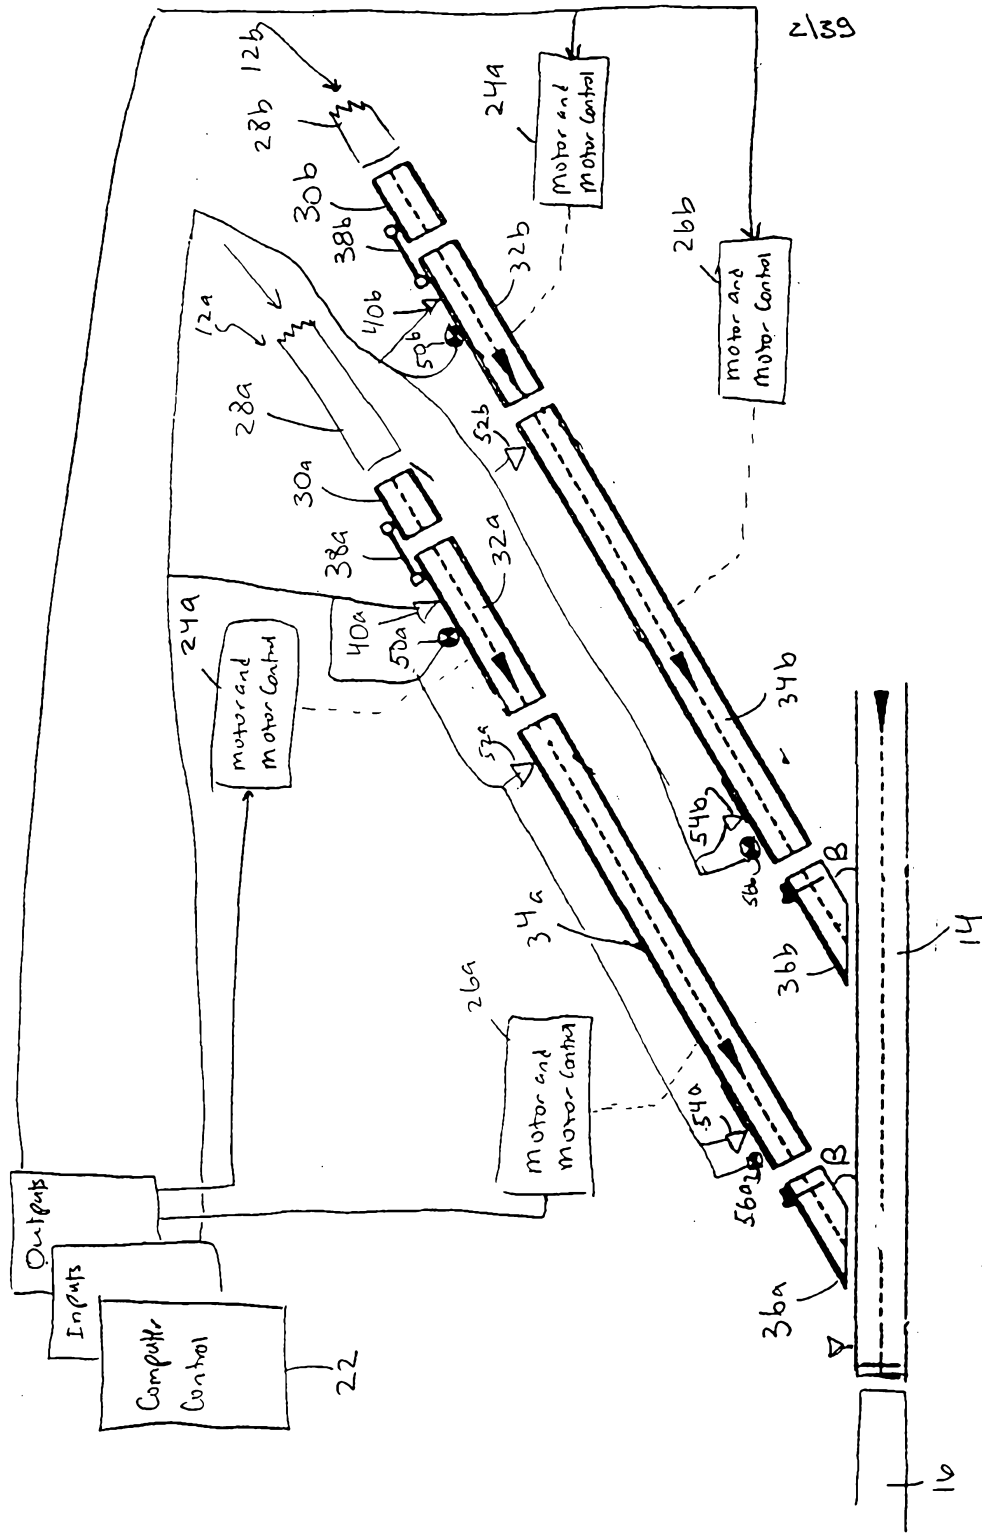 2/39
Outputs
Inputs
Computer
Control
22
24a
motor and
motor control
26a
motor and
motor control
24a
motor and
motor control
26b
motor and
motor control
12a
28a
30a
38a
40a
50a
32a
52a
34a
54a
56a
B
36a
12b
28b
30b
38b
40b
50b
32b
52b
34b
54b
56b
B
36b
14
16